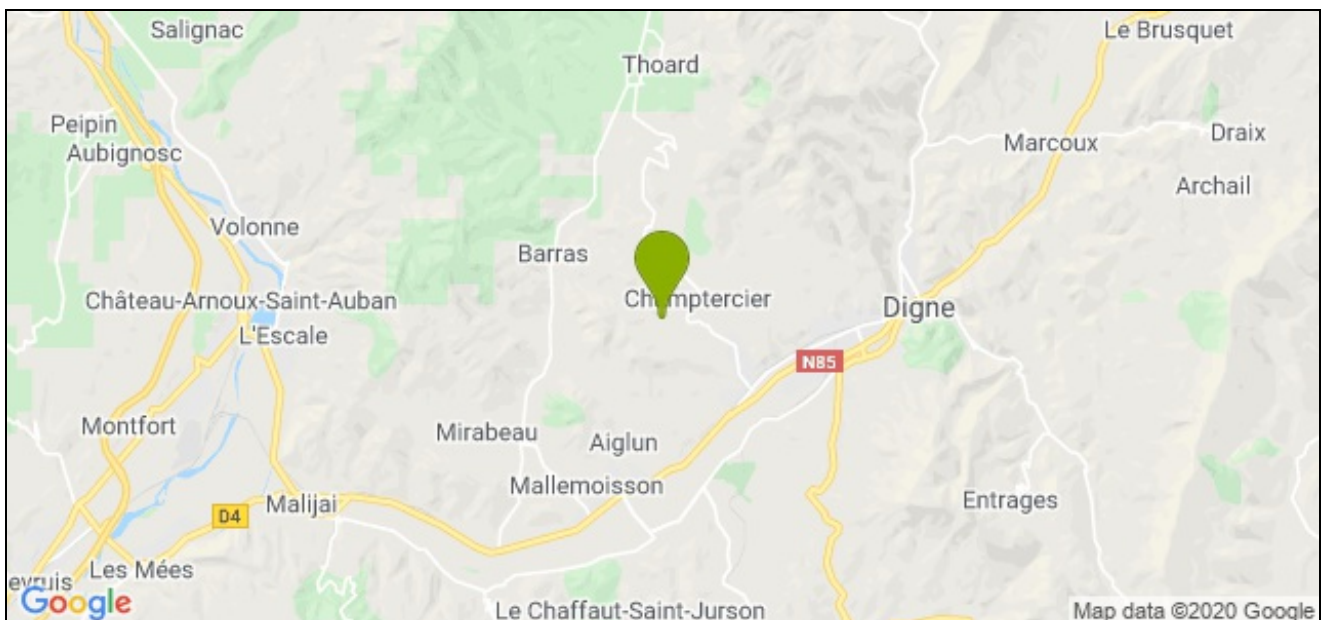 Salignac
Le Brusquet
Thoard
Peipin
Aubignosc
Marcoux
Draix
Archail
Volonne
Barras
Château-Arnoux-Saint-Auban
Champtercier
Digne
L'Escale
N85
Montfort
Mirabeau
Aiglun
Mallemoisson
Entrages
Malijai
D4
Les Mées
Google
Le Chaffaut-Saint-Jurson
Map data ©2020 Google